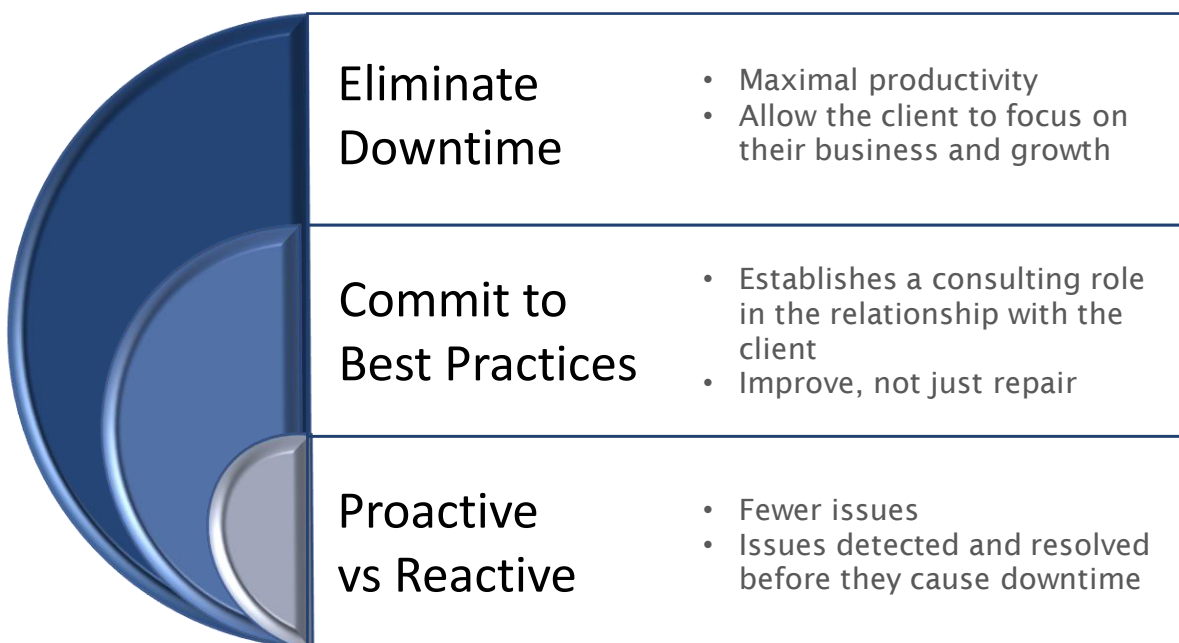 Eliminate
Downtime
• Maximal productivity
• Allow the client to focus on
their business and growth
Commit to
Best Practices
• Establishes a consulting role
in the relationship with the
client
• Improve, not just repair
Proactive
vs Reactive
• Fewer issues
• Issues detected and resolved
before they cause downtime